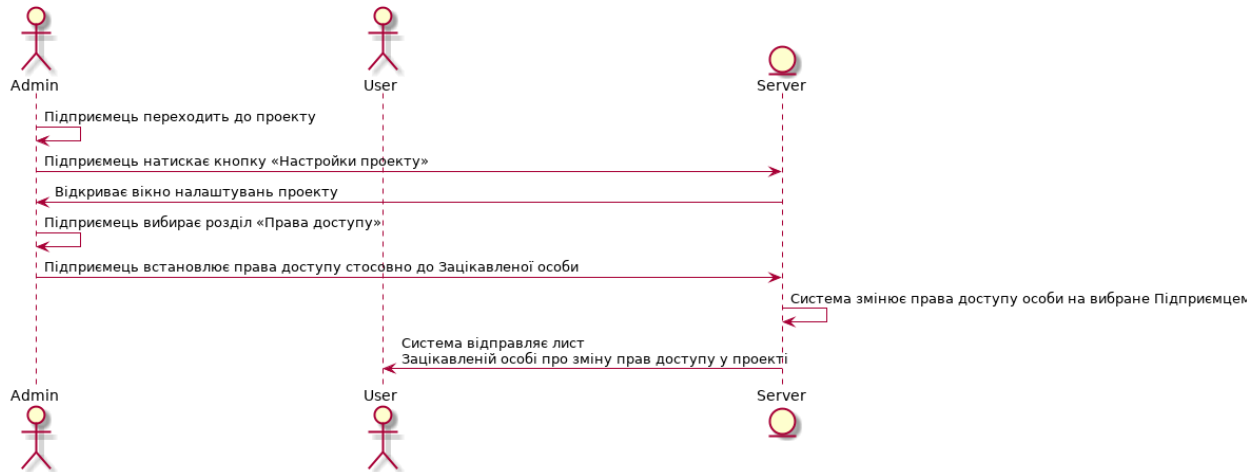 Admin
User
Server
Підприємець переходить до проекту
Підприємець натискає кнопку «Настройки проекту»
Відкриває вікно налаштувань проекту
Підприємець вибирає розділ «Права доступу»
Підприємець встановлює права доступу стосовно до Зацікавленої особи
Система змінює права доступу особи на вибране Підприємцем
Система відправляє лист
Зацікавленій особі про зміну прав доступу у проекті
Admin
User
Server